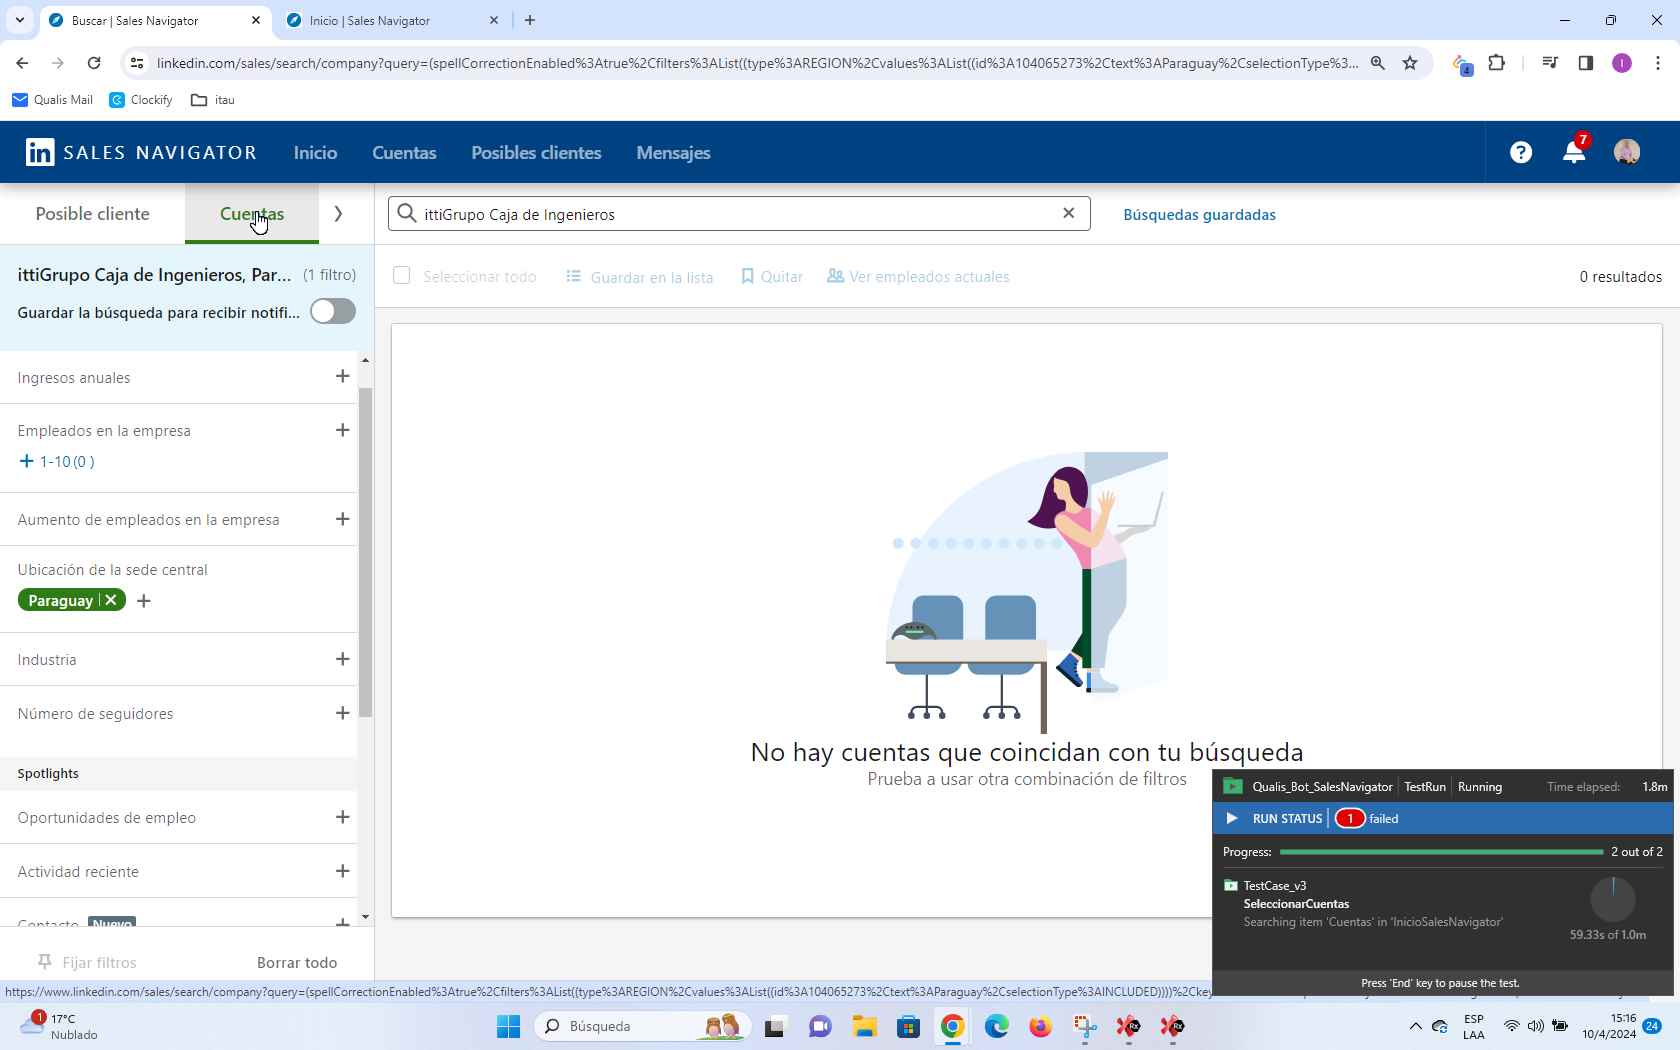 Buscar | Sales Navigator
Inicio | Sales Navigator
linkedin.com/sales/search/company?query=(spellCorrectionEnabled%3Atrue%2Cfilters%3AList((type%3AREGION%2Cvalues%3AList((id%3A104065273%2Ctext%3AParaguay%2CselectionType%3...
4
I
Qualis Mail
Clockify
itau
in SALES NAVIGATOR
Inicio
Cuentas
Posibles clientes
Mensajes
?
7
Posible cliente
Cuentas
ittiGrupo Caja de Ingenieros
Búsquedas guardadas
ittiGrupo Caja de Ingenieros, Par... (1 filtro)
Guardar la búsqueda para recibir notifi...
Seleccionar todo
Guardar en la lista
Quitar
Ver empleados actuales
0 resultados
Ingresos anuales
Empleados en la empresa
1-10 (0 )
Aumento de empleados en la empresa
Ubicación de la sede central
Paraguay
Industria
Número de seguidores
Spotlights
Oportunidades de empleo
Actividad reciente
Contacto Nuevo
Fijar filtros
Borrar todo
No hay cuentas que coincidan con tu búsqueda
Prueba a usar otra combinación de filtros
Qualis_Bot_SalesNavigator TestRun Running Time elapsed: 1.8m
RUN STATUS 1 failed
Progress: 2 out of 2
TestCase_v3
SeleccionarCuentas
Searching item 'Cuentas' in 'InicioSalesNavigator'
59.33s of 1.0m
Press 'End' key to pause the test.
https://www.linkedin.com/sales/search/company?query=(spellCorrectionEnabled%3Atrue%2Cfilters%3AList((type%3AREGION%2Cvalues%3AList((id%3A104065273%2Ctext%3AParaguay%2CselectionType%3AINCLUDED))))%2Ckey
1
17°C
Nublado
Búsqueda
Rx
Rx
ESP
LAA
15:16
10/4/2024
24